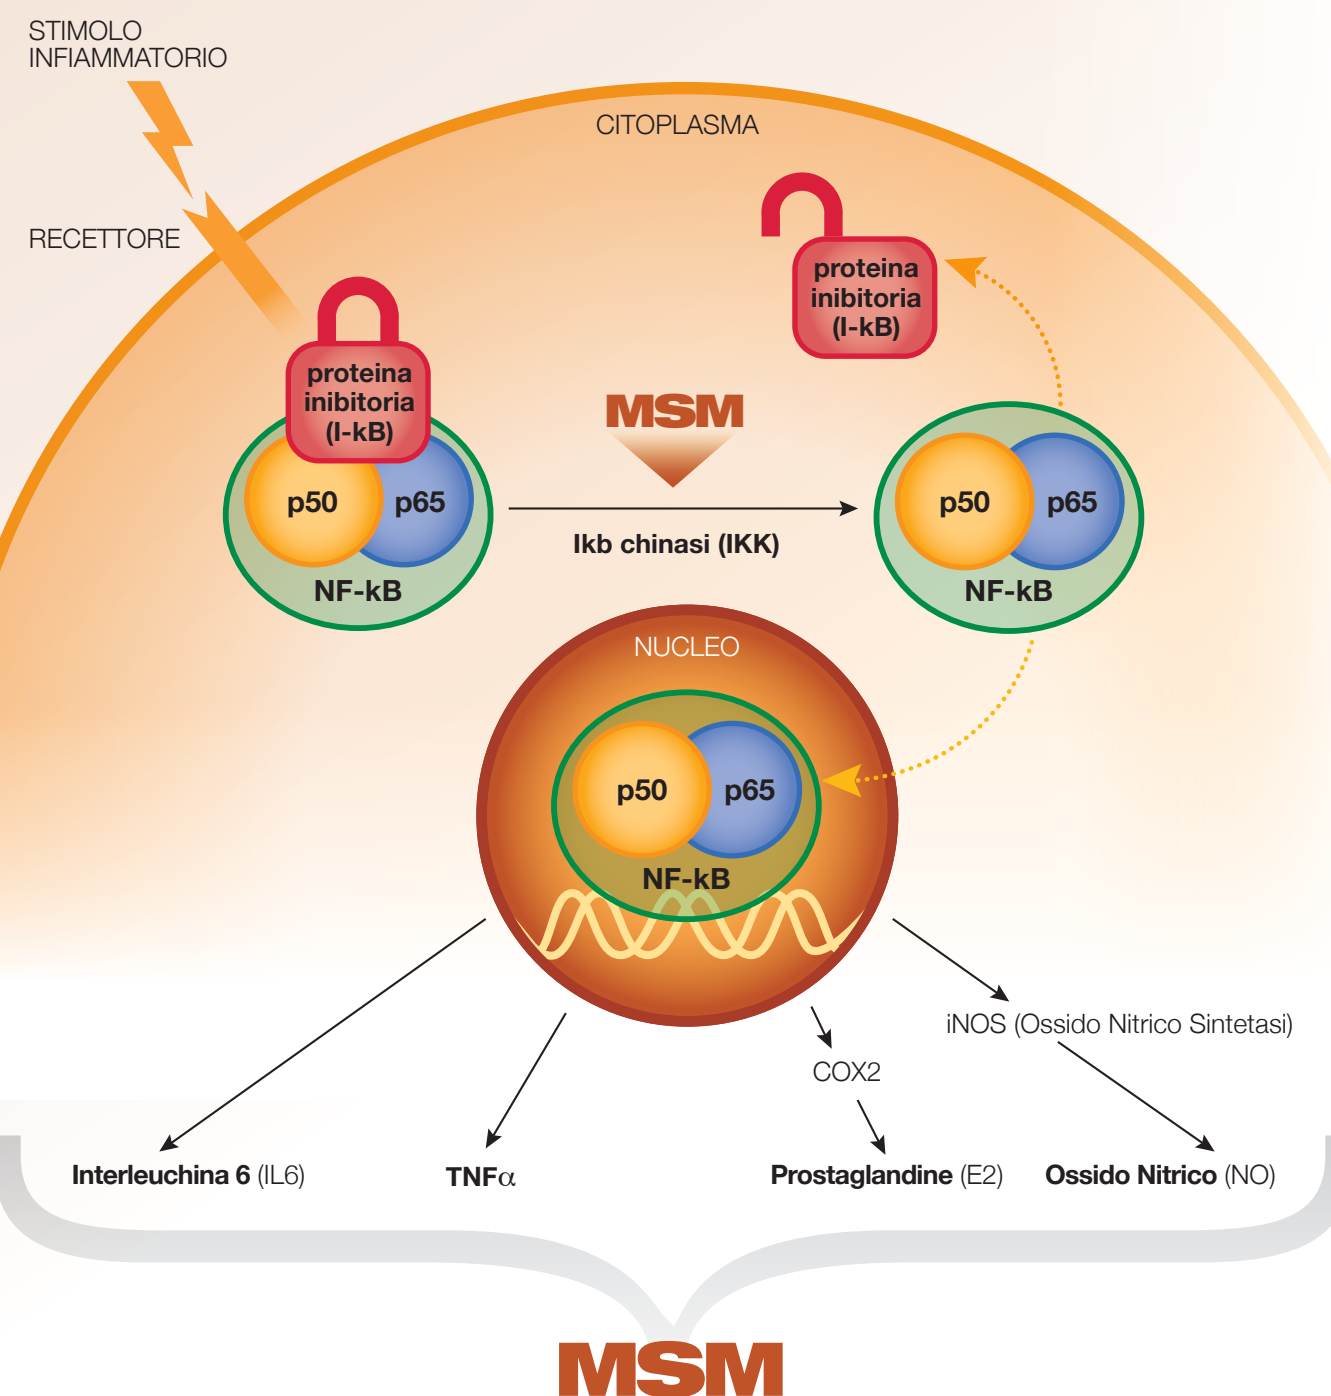 STIMOLO
INFIAMMATORIO
CITOPLASMA
RECETTORE
proteina
inibitoria
(I-kB)
proteina
inibitoria
(I-kB)
MSM
p50
p65
NF-kB
Ikb chinasi (IKK)
p50
p65
NF-kB
NUCLEO
p50
p65
NF-kB
iNOS (Ossido Nitrico Sintetasi)
COX2
Interleuchina 6 (IL6)
TNFα
Prostaglandine (E2)
Ossido Nitrico (NO)
MSM